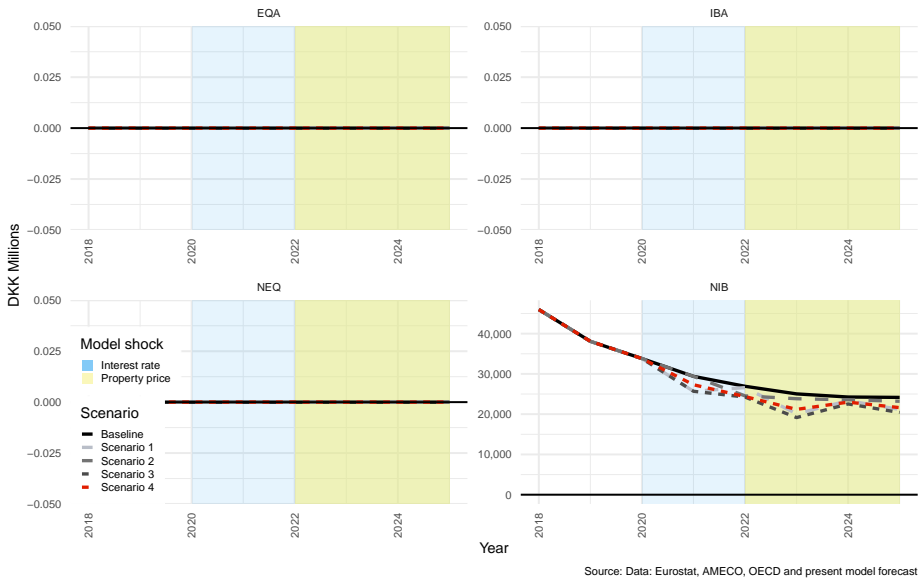 EQA
IBA
0.050
0.025
0.000
−0.025
−0.050
2018
2020
2022
2024
0.050
0.025
0.000
−0.025
−0.050
2018
2020
2022
2024
DKK Millions
NEQ
NIB
0.050
0.025
0.000
−0.025
−0.050
2018
2020
2022
2024
Model shock
Interest rate
Property price
Scenario
Baseline
Scenario 1
Scenario 2
Scenario 3
Scenario 4
40,000
30,000
20,000
10,000
0
2018
2020
2022
2024
Year
Source: Data: Eurostat, AMECO, OECD and present model forecast